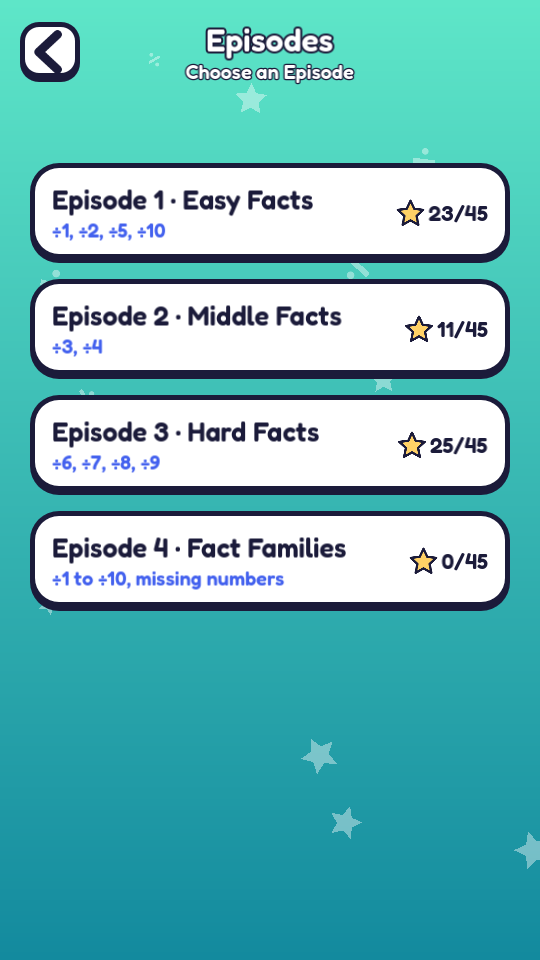 Episodes
Choose an Episode
Episode 1 · Easy Facts
÷1, ÷2, ÷5, ÷10
23/45
Episode 2 · Middle Facts
÷3, ÷4
11/45
Episode 3 · Hard Facts
÷6, ÷7, ÷8, ÷9
25/45
Episode 4 · Fact Families
÷1 to ÷10, missing numbers
0/45